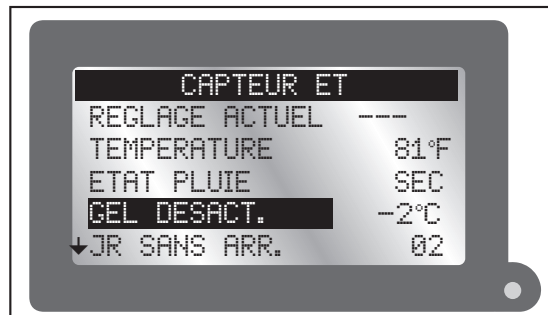 CAPTEUR ET
REGLAGE ACTUEL ---
TEMPERATURE 81°F
ETAT PLUIE SEC
GEL DESACT. -2°C
JR SANS ARR. 02